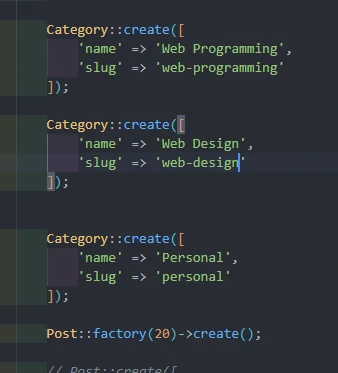 Category::create([
'name' => 'Web Programming',
'slug' => 'web-programming'
]);
Category::create([
'name' => 'Web Design',
'slug' => 'web-design'
]);
Category::create([
'name' => 'Personal',
'slug' => 'personal'
]);
Post::factory(20)->create();
// Post::create([